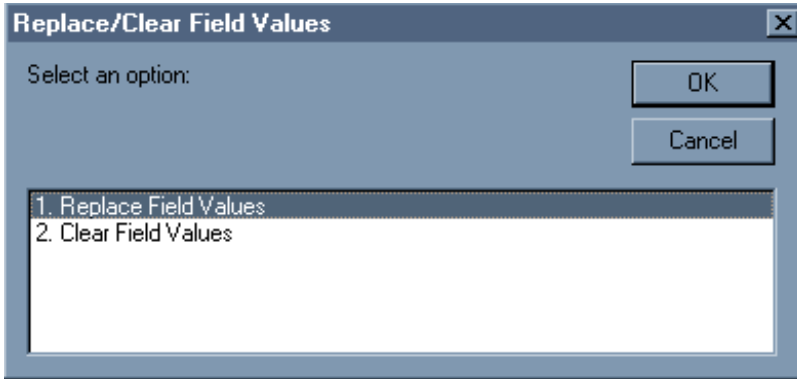 Replace/Clear Field Values
Select an option:
OK
Cancel
1. Replace Field Values
2. Clear Field Values